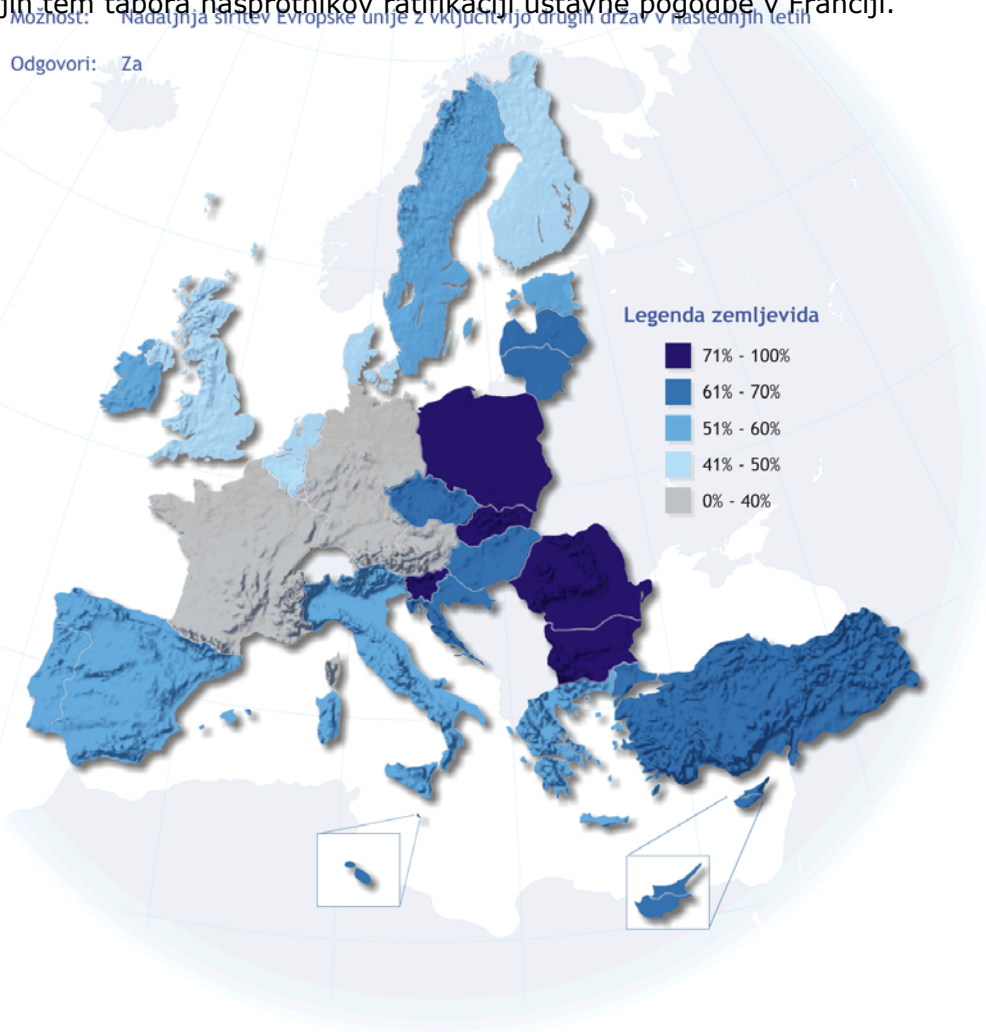 jih tem tabora nasprotnikov ratifikaciji ustavne pogodbe v Franciji.
Možnost: Nadaljnja širitev Evropske unije z vključitvijo drugih držav v naslednjih letih
Odgovori: Za
Legenda zemljevida
71% - 100%
61% - 70%
51% - 60%
41% - 50%
0% - 40%